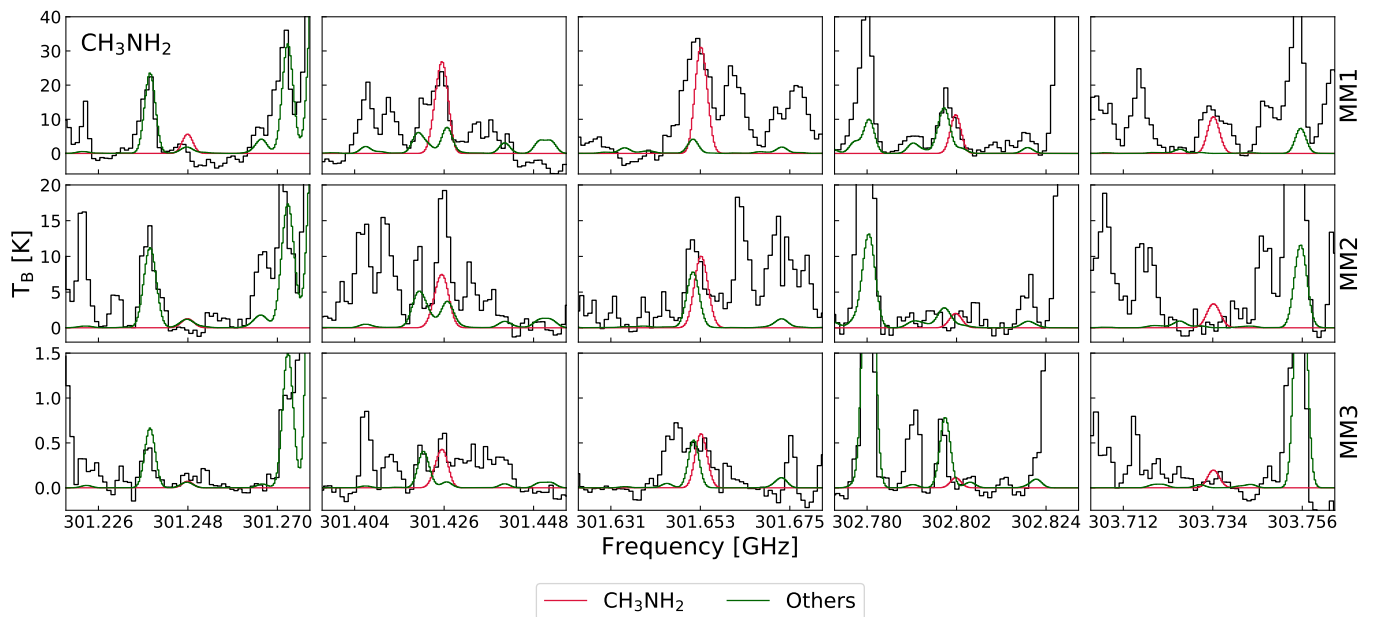 CH₃NH₂
40
30
20
10
0
MM1
20
15
10
5
0
MM2
T_B [K]
1.5
1.0
0.5
0.0
MM3
301.226 301.248 301.270 301.404 301.426 301.448 301.631 301.653 301.675 302.780 302.802 302.824 303.712 303.734 303.756
Frequency [GHz]
CH₃NH₂ Others